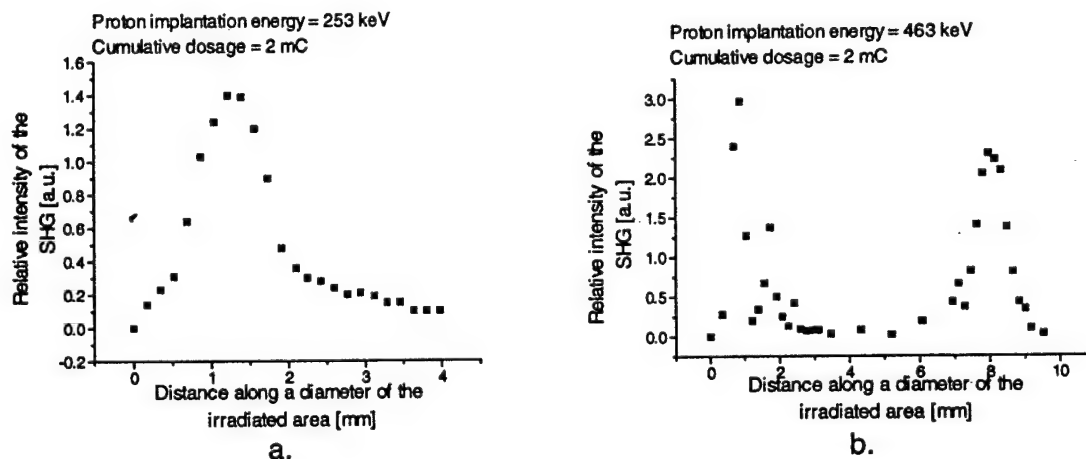 Proton implantation energy = 253 keV
Cumulative dosage = 2 mC
1.6
1.4
1.2
1.0
0.8
0.6
0.4
0.2
0.0
-0.2
Relative intensity of the
SHG [a.u.]
0
1
2
3
4
Distance along a diameter of the
irradiated area [mm]
a.
Proton implantation energy = 463 keV
Cumulative dosage = 2 mC
3.0
2.5
2.0
1.5
1.0
0.5
0.0
Relative intensity of the
SHG [a.u.]
0
2
4
6
8
10
Distance along a diameter of the
irradiated area [mm]
b.